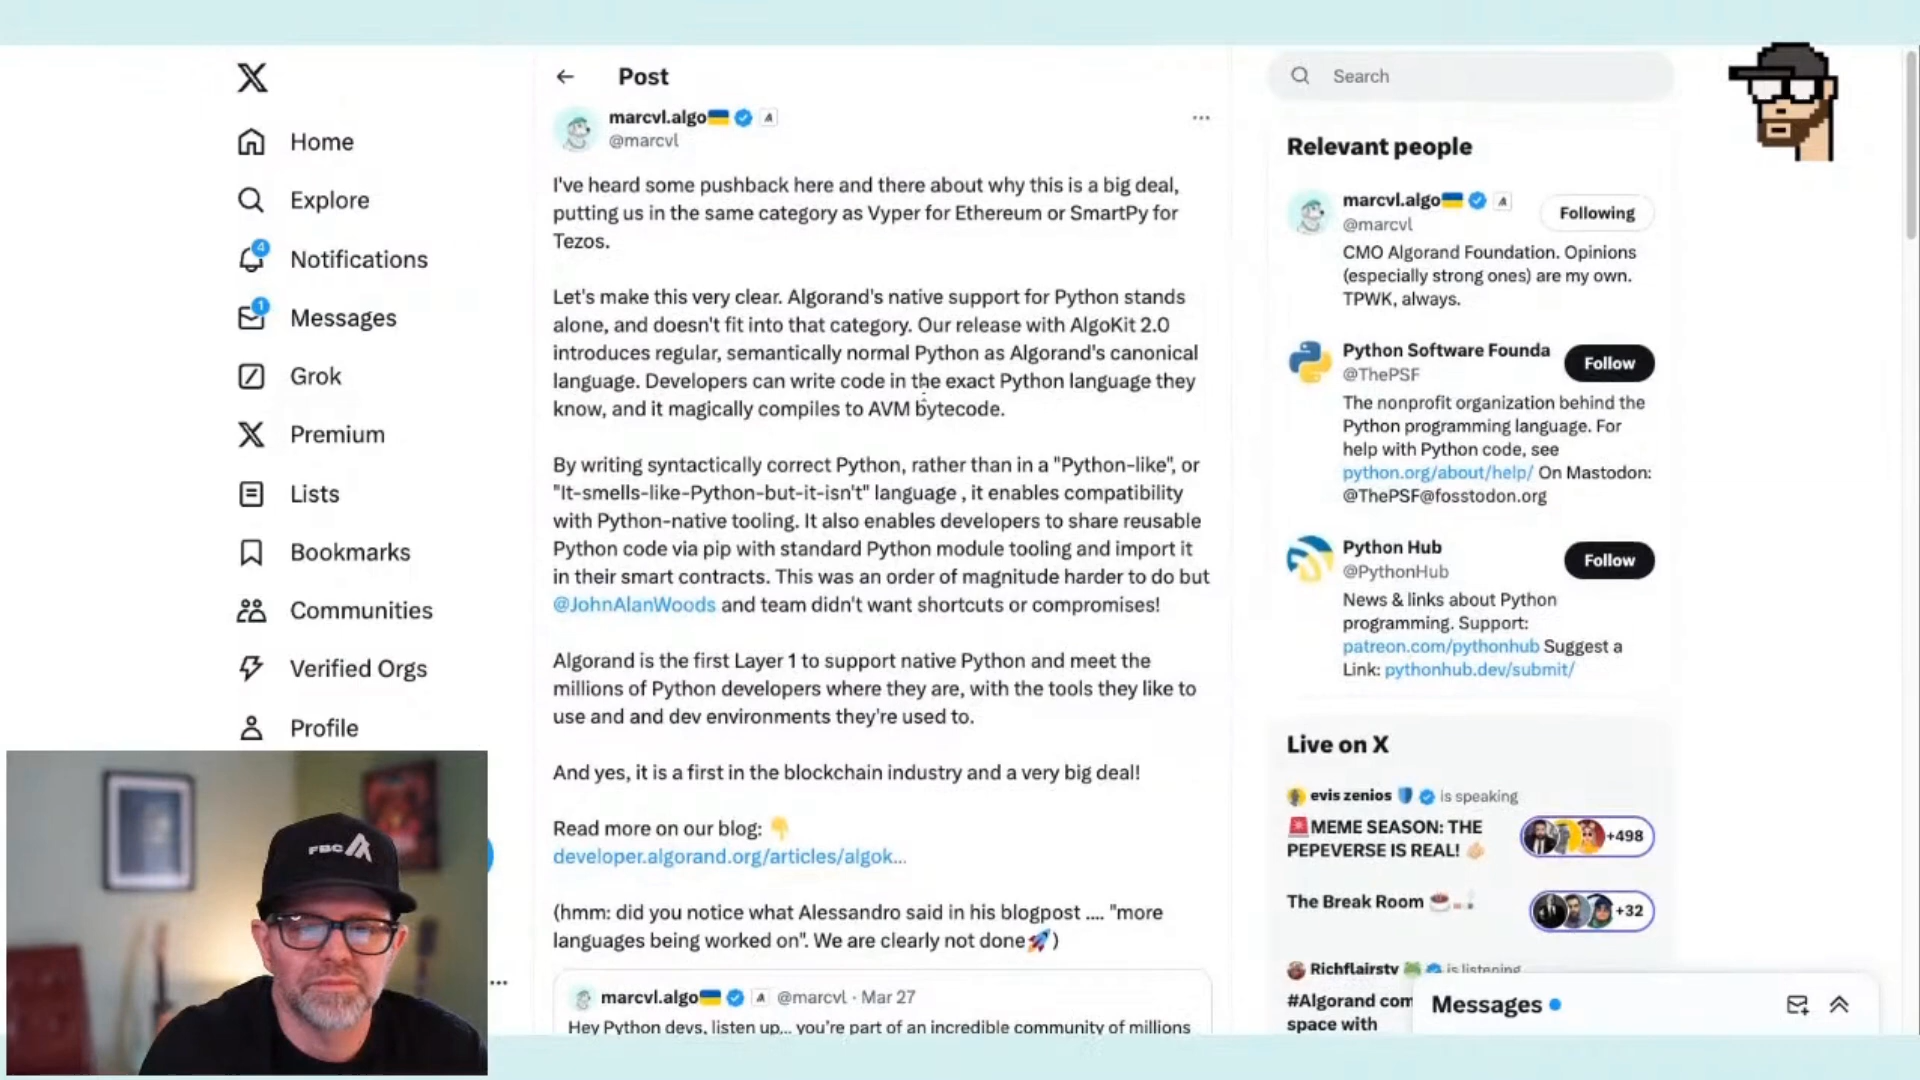 Home
Explore
4
Notifications
1
Messages
Grok
Premium
Lists
Bookmarks
Communities
Verified Orgs
Profile
FBC
Post
marcvl.algo🇺🇦
@marcvl
I've heard some pushback here and there about why this is a big deal,
putting us in the same category as Vyper for Ethereum or SmartPy for
Tezos.
Let's make this very clear. Algorand's native support for Python stands
alone, and doesn't fit into that category. Our release with AlgoKit 2.0
introduces regular, semantically normal Python as Algorand's canonical
language. Developers can write code in the exact Python language they
know, and it magically compiles to AVM bytecode.
By writing syntactically correct Python, rather than in a "Python-like", or
"It-smells-like-Python-but-it-isn't" language , it enables compatibility
with Python-native tooling. It also enables developers to share reusable
Python code via pip with standard Python module tooling and import it
in their smart contracts. This was an order of magnitude harder to do but
@JohnAlanWoods and team didn't want shortcuts or compromises!
Algorand is the first Layer 1 to support native Python and meet the
millions of Python developers where they are, with the tools they like to
use and and dev environments they're used to.
And yes, it is a first in the blockchain industry and a very big deal!
Read more on our blog: 👇
developer.algorand.org/articles/algok...
(hmm: did you notice what Alessandro said in his blogpost .... "more
languages being worked on". We are clearly not done🚀)
marcvl.algo🇺🇦 @marcvl · Mar 27
Hey Python devs, listen up... you're part of an incredible community of millions
Search
Relevant people
marcvl.algo🇺🇦
@marcvl
Following
CMO Algorand Foundation. Opinions
(especially strong ones) are my own.
TPWK, always.
Python Software Founda
@ThePSF
Follow
The nonprofit organization behind the
Python programming language. For
help with Python code, see
python.org/about/help/ On Mastodon:
@ThePSF@fosstodon.org
Python Hub
@PythonHub
Follow
News & links about Python
programming. Support:
patreon.com/pythonhub Suggest a
Link: pythonhub.dev/submit/
Live on X
evis zenios is speaking
🚨MEME SEASON: THE
PEPEVERSE IS REAL!
+498
The Break Room
+32
Richflairstv is listening
#Algorand com
space with
Messages